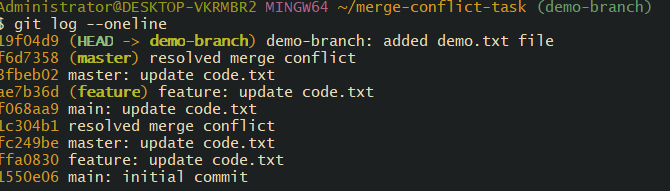 Administrator@DESKTOP-VKRMBR2 MINGW64 ~/merge-conflict-task (demo-branch)
$ git log --oneline
19f04d9 (HEAD -> demo-branch) demo-branch: added demo.txt file
f6d7358 (master) resolved merge conflict
3fbeb02 master: update code.txt
ae7b36d (feature) feature: update code.txt
f068aa9 main: update code.txt
1c304b1 resolved merge conflict
fc249be master: update code.txt
ffa0830 feature: update code.txt
1550e06 main: initial commit